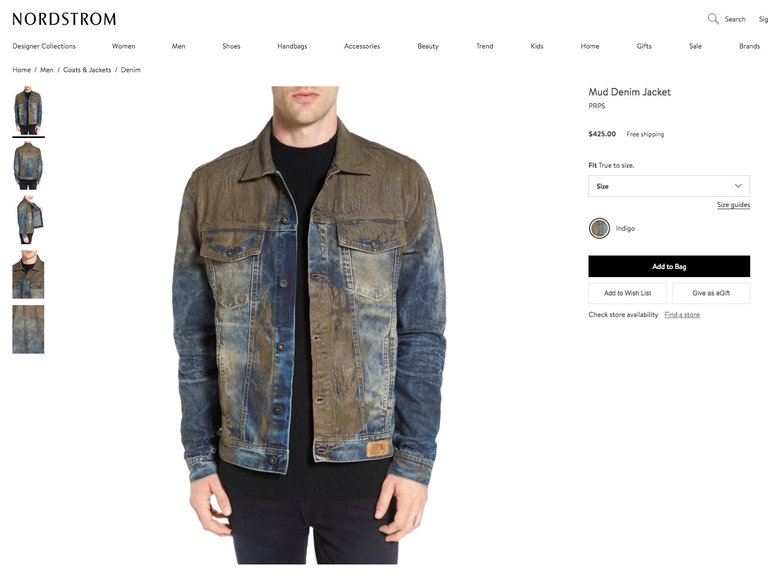 NORDSTROM
Search Sig
Designer Collections Women Men Shoes Handbags Accessories Beauty Trend Kids Home Gifts Sale Brands
Home / Men / Coats & Jackets / Denim
Mud Denim Jacket
PRPS
$425.00 Free shipping
Fit True to size.
Size
Size guides
Indigo
Add to Bag
Add to Wish List Give as eGift
Check store availability Find a store